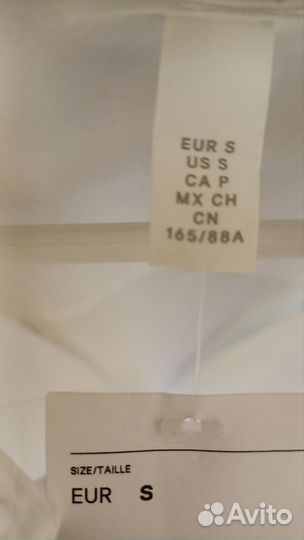 EUR S
US S
CA P
MX CH
CN
165/88A
SIZE/TAILLE
EUR S
Avito